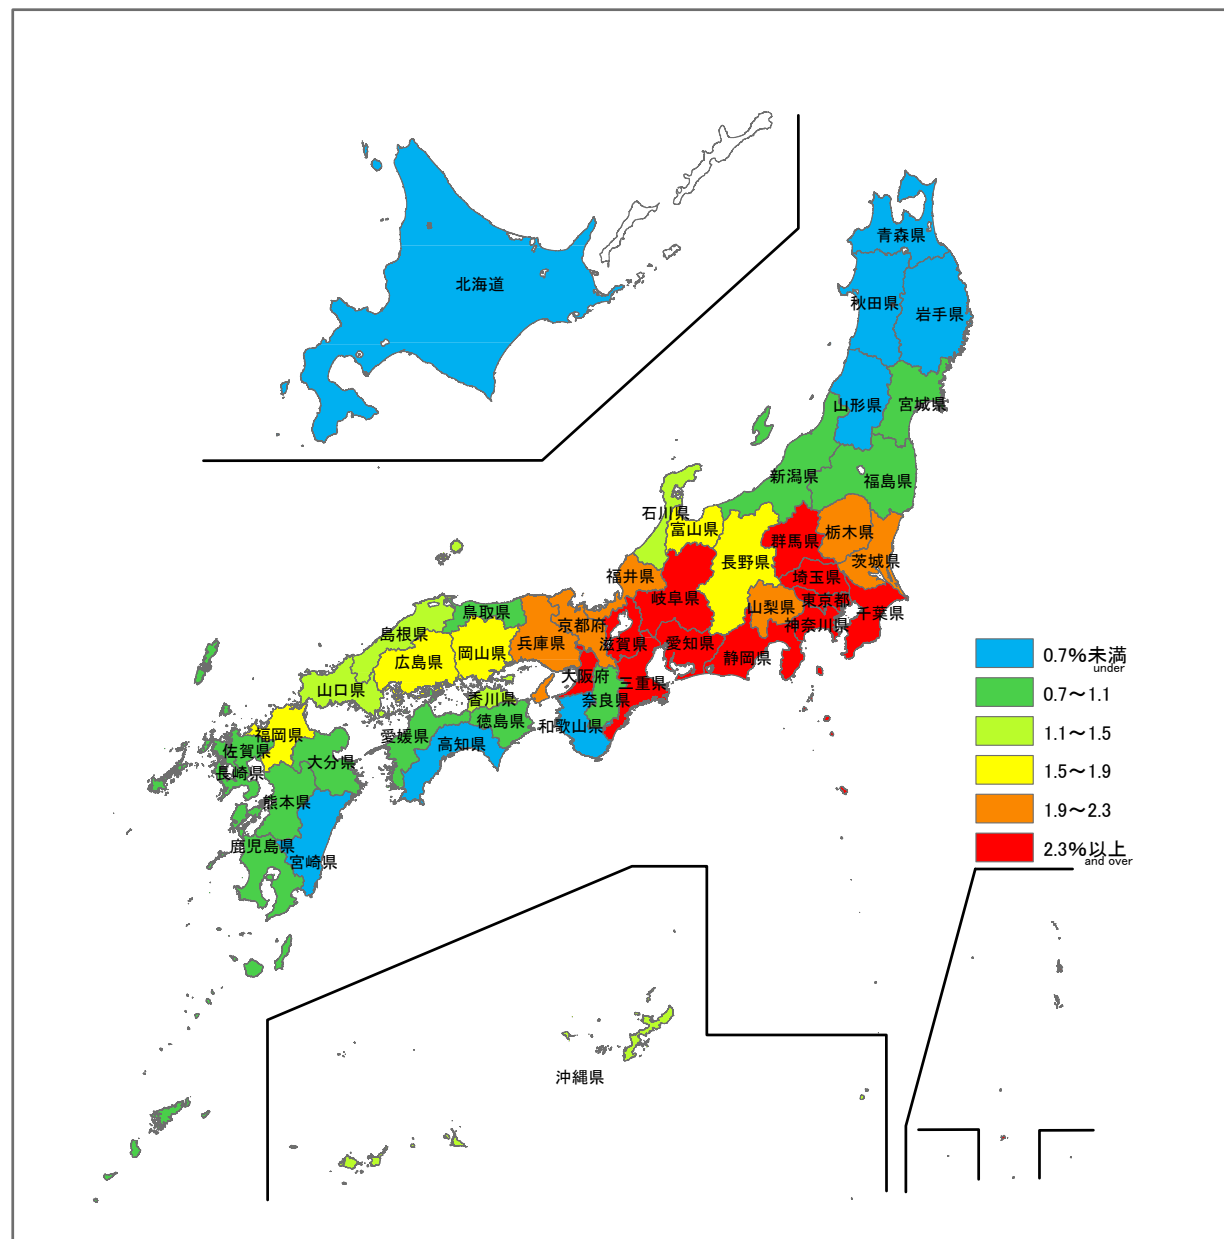 北海道
青森県
秋田県
岩手県
山形県
宮城県
新潟県
福島県
石川県
富山県
群馬県
栃木県
長野県
茨城県
福井県
埼玉県
岐阜県
山梨県
東京都
千葉県
神奈川県
鳥取県
京都府
島根県
兵庫県
滋賀県
愛知県
岡山県
広島県
静岡県
大阪府
三重県
山口県
香川県
奈良県
徳島県
和歌山県
福岡県
愛媛県
高知県
佐賀県
大分県
長崎県
熊本県
鹿児島県
宮崎県
沖縄県
0.7%未満
under
0.7～1.1
1.1～1.5
1.5～1.9
1.9～2.3
2.3%以上
and over